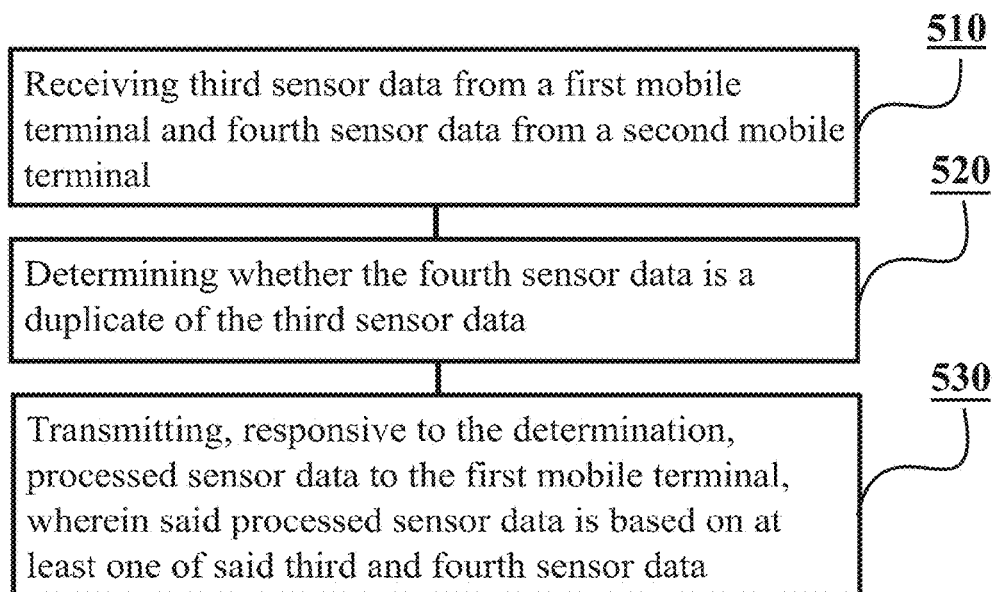 510
Receiving third sensor data from a first mobile
terminal and fourth sensor data from a second mobile
terminal
520
Determining whether the fourth sensor data is a
duplicate of the third sensor data
530
Transmitting, responsive to the determination,
processed sensor data to the first mobile terminal,
wherein said processed sensor data is based on at
least one of said third and fourth sensor data